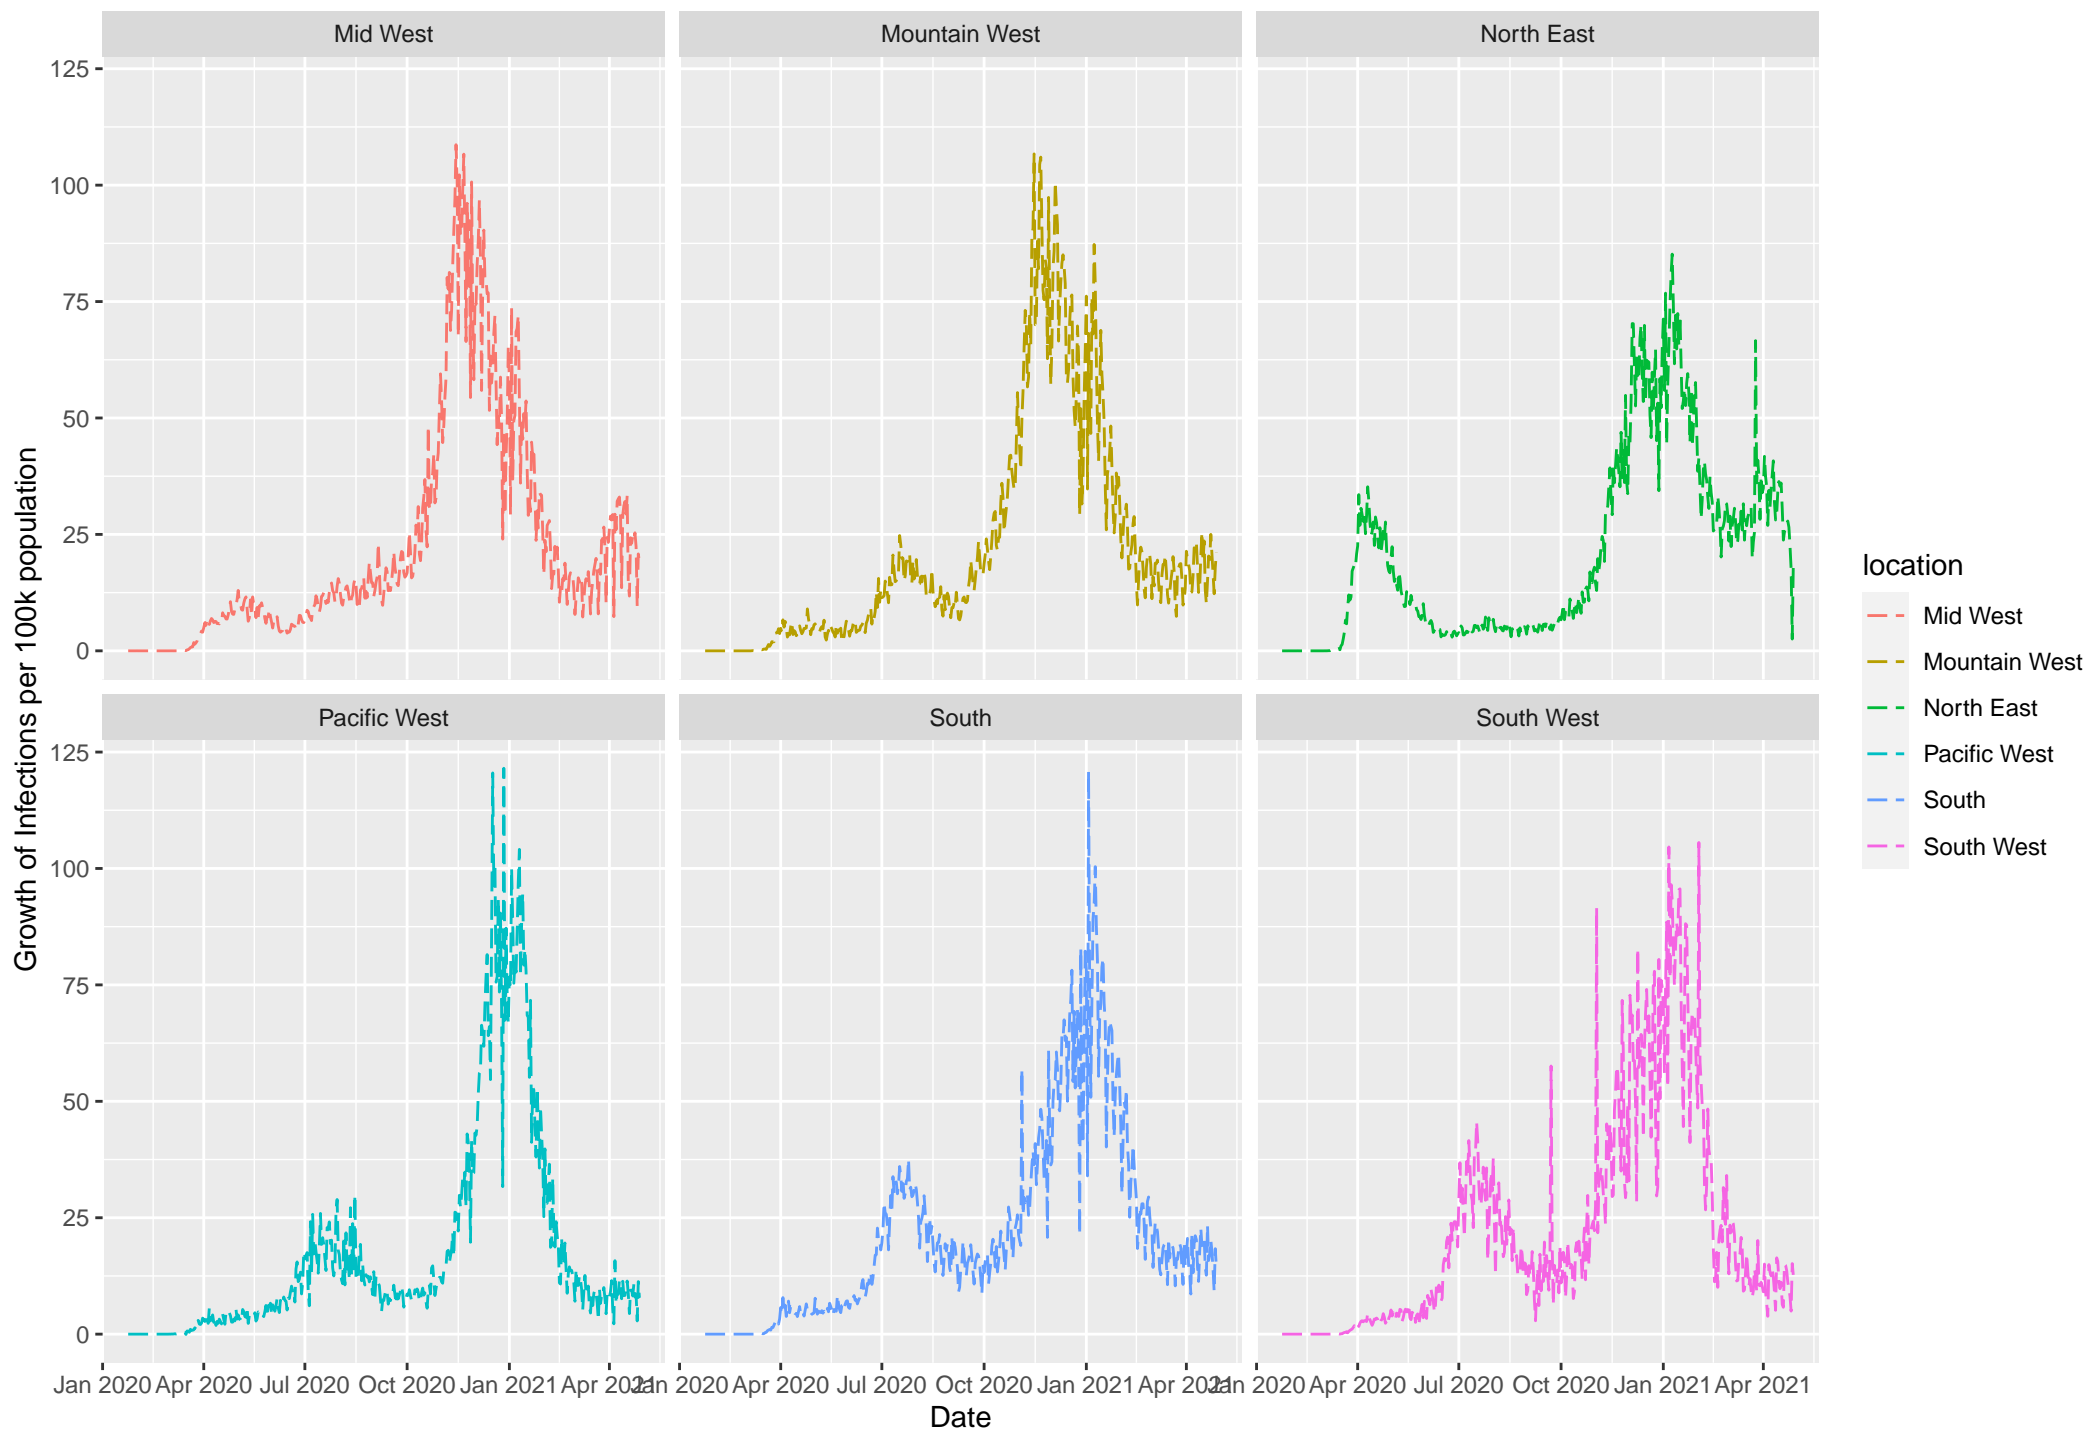 Mid West
Mountain West
North East
125
100
75
50
25
0
Pacific West
South
South West
125
100
75
50
25
0
Jan 2020 Apr 2020 Jul 2020 Oct 2020 Jan 2021 Apr 2021
Jan 2020 Apr 2020 Jul 2020 Oct 2020 Jan 2021 Apr 2021
Jan 2020 Apr 2020 Jul 2020 Oct 2020 Jan 2021 Apr 2021
Date
Growth of Infections per 100k population
location
Mid West
Mountain West
North East
Pacific West
South
South West